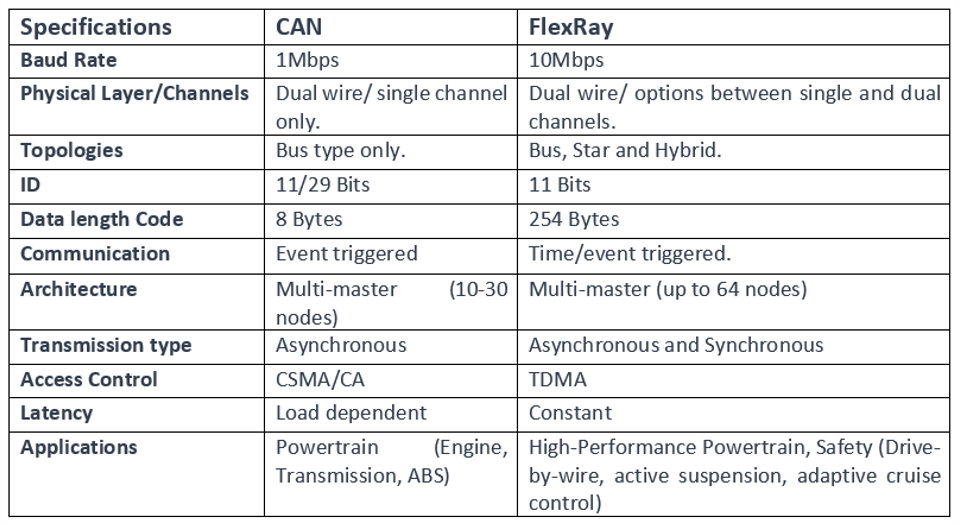 Specifications CAN FlexRay
Baud Rate 1Mbps 10Mbps
Physical Layer/Channels Dual wire/ single channel only. Dual wire/ options between single and dual channels.
Topologies Bus type only. Bus, Star and Hybrid.
ID 11/29 Bits 11 Bits
Data length Code 8 Bytes 254 Bytes
Communication Event triggered Time/event triggered.
Architecture Multi-master (10-30 nodes) Multi-master (up to 64 nodes)
Transmission type Asynchronous Asynchronous and Synchronous
Access Control CSMA/CA TDMA
Latency Load dependent Constant
Applications Powertrain (Engine, Transmission, ABS) High-Performance Powertrain, Safety (Drive-by-wire, active suspension, adaptive cruise control)